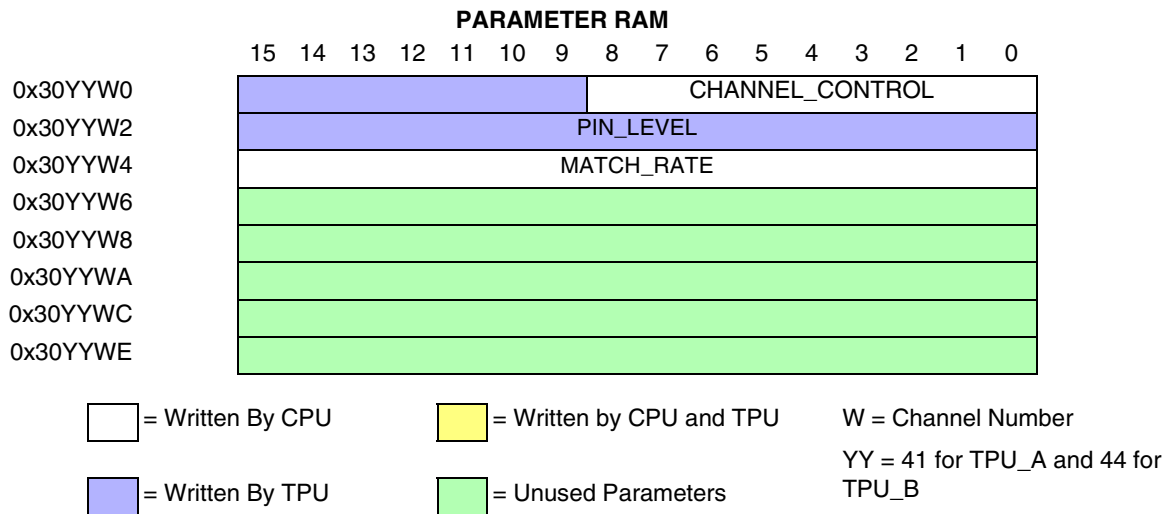 PARAMETER RAM
15 14 13 12 11 10 9 8 7 6 5 4 3 2 1 0
0x30YYW0 CHANNEL_CONTROL
0x30YYW2 PIN_LEVEL
0x30YYW4 MATCH_RATE
0x30YYW6
0x30YYW8
0x30YYWA
0x30YYWC
0x30YYWE
= Written By CPU = Written by CPU and TPU W = Channel Number
YY = 41 for TPU_A and 44 for
= Written By TPU = Unused Parameters TPU_B